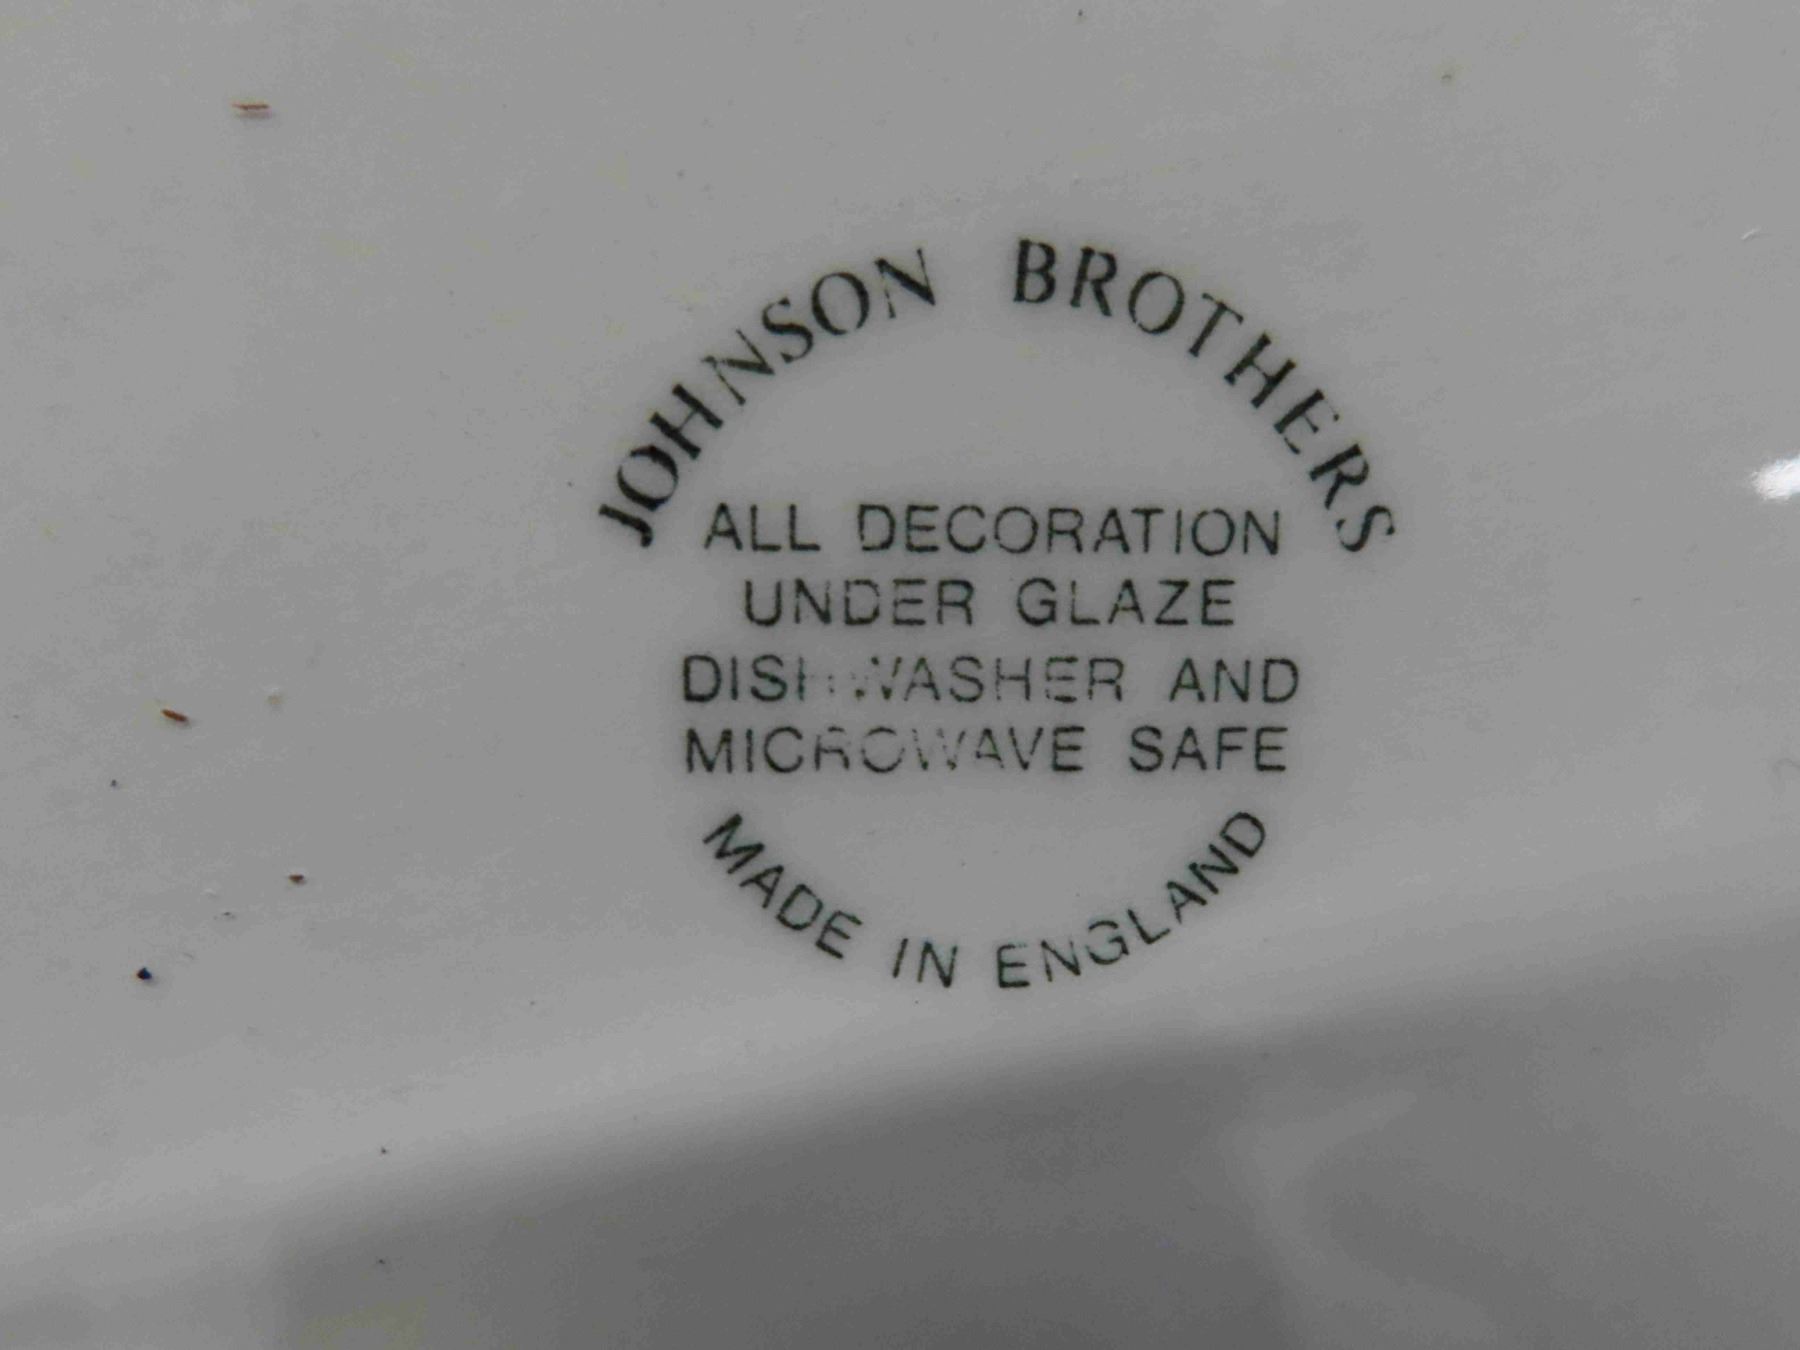 JOHNSON BROTHERS
ALL DECORATION
UNDER GLAZE
DISHWASHER AND
MICROWAVE SAFE
MADE IN ENGLAND